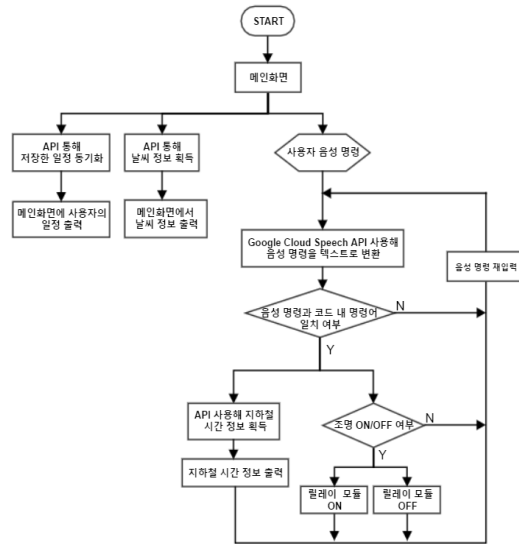 START
메인화면
API 통해
저장한 일정 동기화
API 통해
날씨 정보 획득
사용자 음성 명령
메인화면에 사용자의
일정 출력
메인화면에서
날씨 정보 출력
Google Cloud Speech API 사용해
음성 명령을 텍스트로 변환
음성 명령 재입력
음성 명령과 코드 내 명령어
일치 여부
N
Y
API 사용해 지하철
시간 정보 획득
조명 ON/OFF 여부
N
Y
지하철 시간 정보 출력
릴레이 모듈
ON
릴레이 모듈
OFF